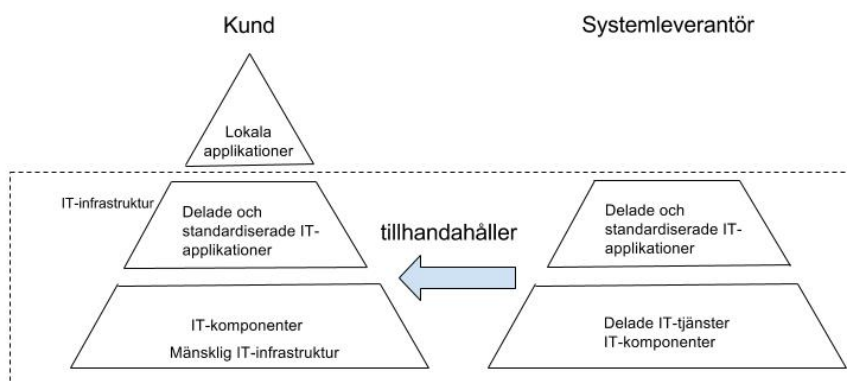 Kund
Systemleverantör
Lokala
applikationer
IT-infrastruktur
Delade och
standardiserade IT-
applikationer
tillhandahåller
Delade och
standardiserade IT-
applikationer
IT-komponenter
Mänsklig IT-infrastruktur
Delade IT-tjänster
IT-komponenter